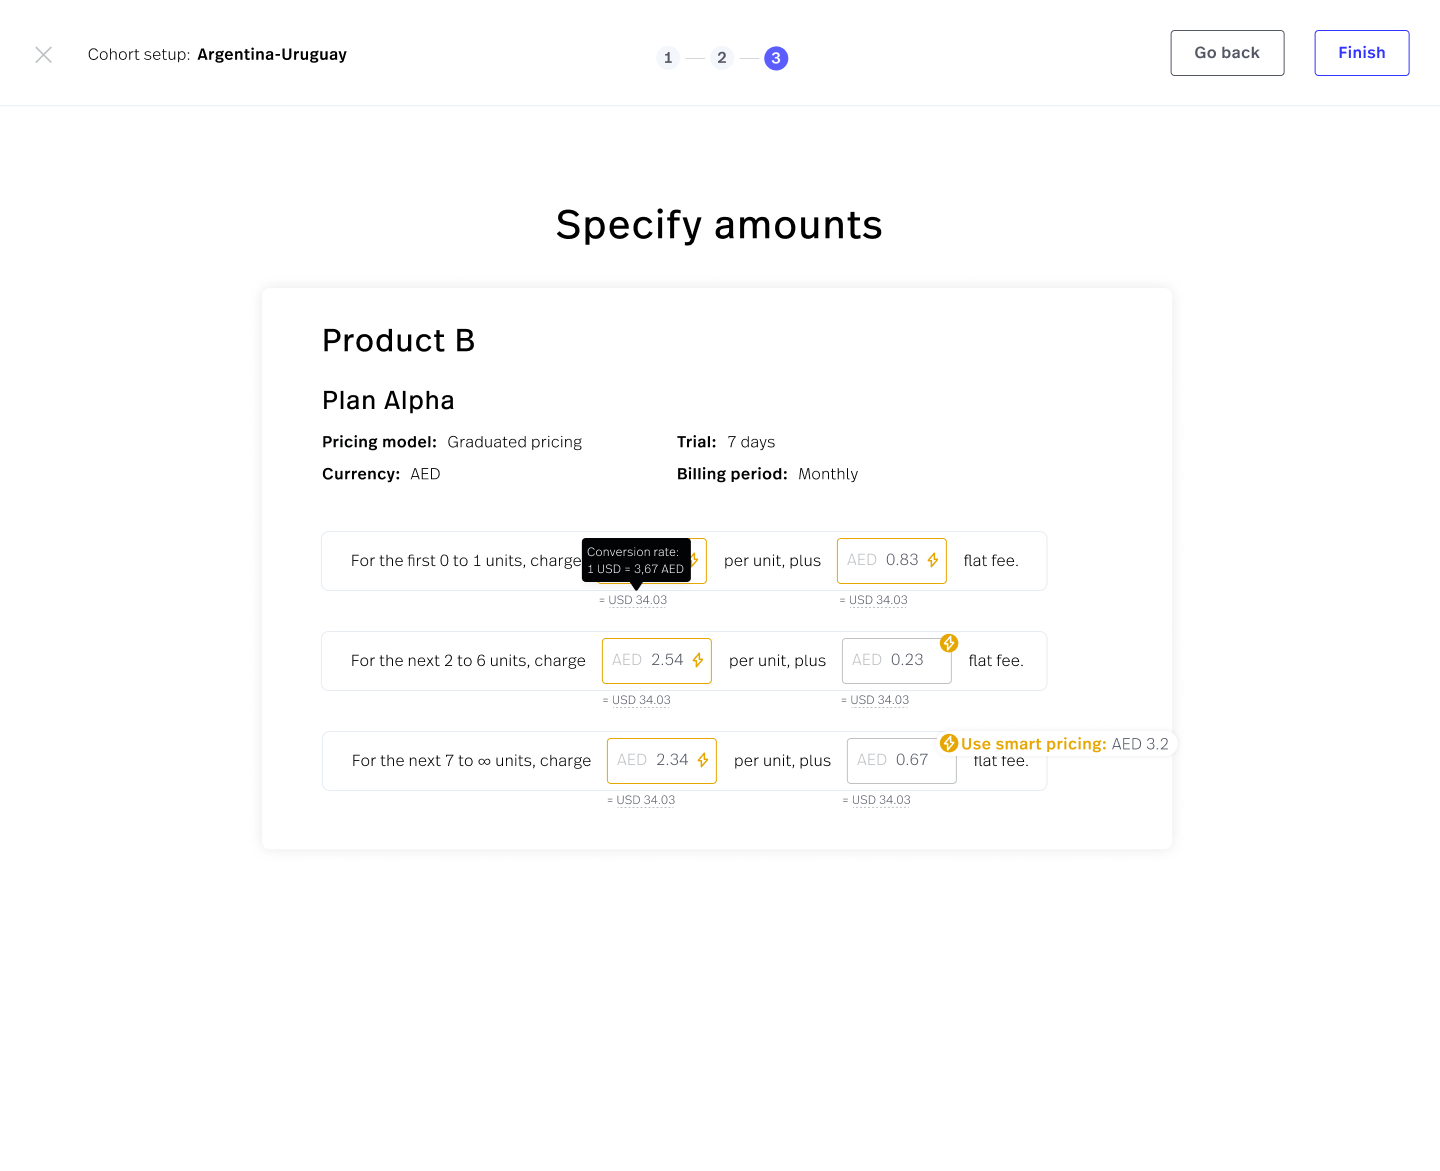 Cohort setup: Argentina-Uruguay
1 2 3
Go back
Finish
Specify amounts
Product B
Plan Alpha
Pricing model: Graduated pricing
Trial: 7 days
Currency: AED
Billing period: Monthly
Conversion rate:
1 USD = 3,67 AED
For the first 0 to 1 units, charge per unit, plus AED 0.83 flat fee.
= USD 34.03 = USD 34.03
For the next 2 to 6 units, charge AED 2.54 per unit, plus AED 0.23 flat fee.
= USD 34.03 = USD 34.03
Use smart pricing: AED 3.2
For the next 7 to ∞ units, charge AED 2.34 per unit, plus AED 0.67 flat fee.
= USD 34.03 = USD 34.03